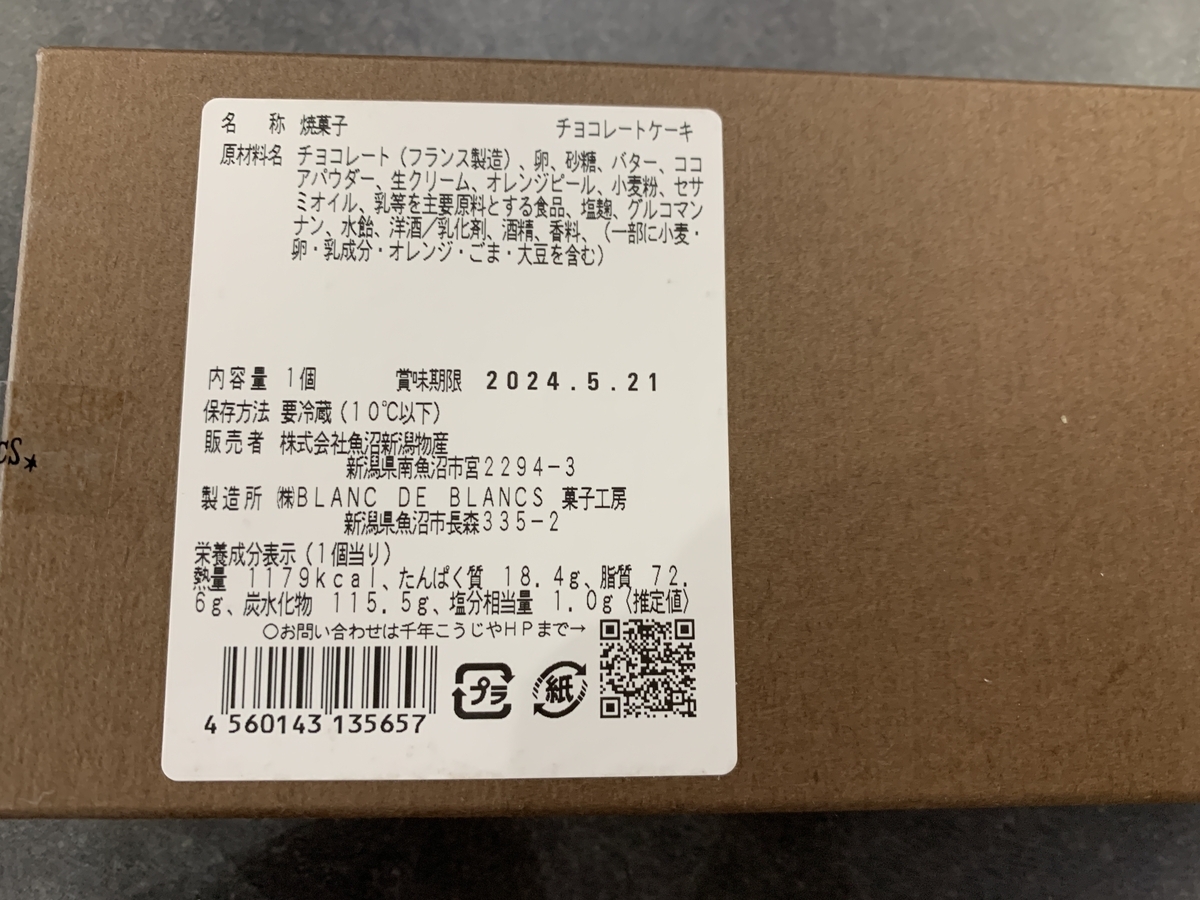 名 称 焼菓子 チョコレートケーキ
原材料名 チョコレート(フランス製造)、卵、砂糖、バター、ココ
アパウダー、生クリーム、オレンジピール、小麦粉、セサ
ミオイル、乳等を主要原料とする食品、塩麹、グルコマン
ナン、水飴、洋酒/乳化剤、酒精、香料、(一部に小麦・
卵・乳成分・オレンジ・ごま・大豆を含む)
内容量 1個 賞味期限 2024.5.21
保存方法 要冷蔵(10℃以下)
販売者 株式会社魚沼新潟物産
新潟県南魚沼市宮2294-3
製造所 ㈱BLANC DE BLANCS 菓子工房
新潟県魚沼市長森335-2
栄養成分表示(1個当り)
熱量 1179kcal、たんぱく質 18.4g、脂質 72.
6g、炭水化物 115.5g、塩分相当量 1.0g〈推定値〉
○お問い合わせは千年こうじやHPまで→
プラ 紙
4 560143 135657
cs*